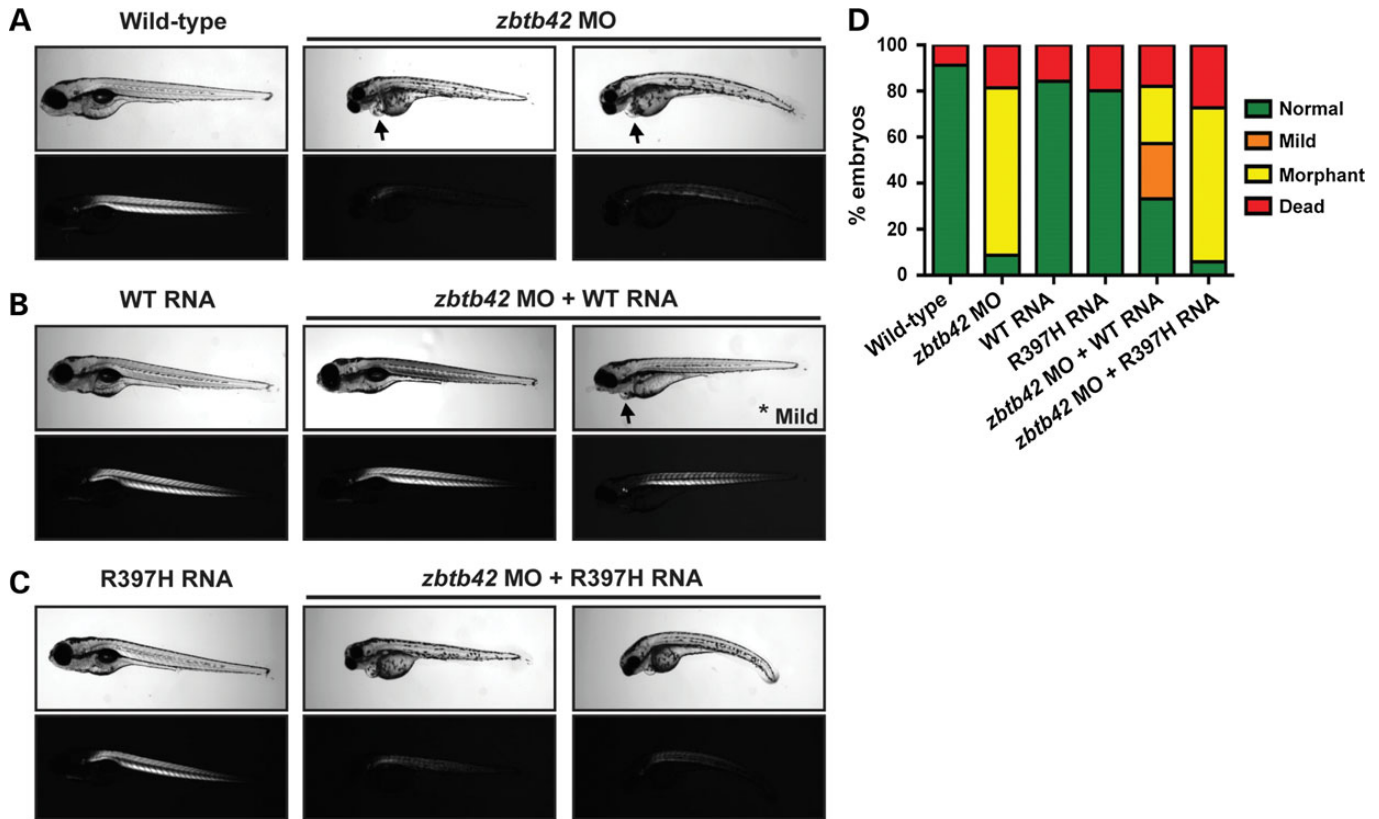 A
Wild-type
zbtb42 MO
B
WT RNA
zbtb42 MO + WT RNA
* Mild
C
R397H RNA
zbtb42 MO + R397H RNA
D
% embryos
100
80
60
40
20
0
Wild-type
zbtb42 MO
WT RNA
R397H RNA
zbtb42 MO + WT RNA
zbtb42 MO + R397H RNA
Normal
Mild
Morphant
Dead